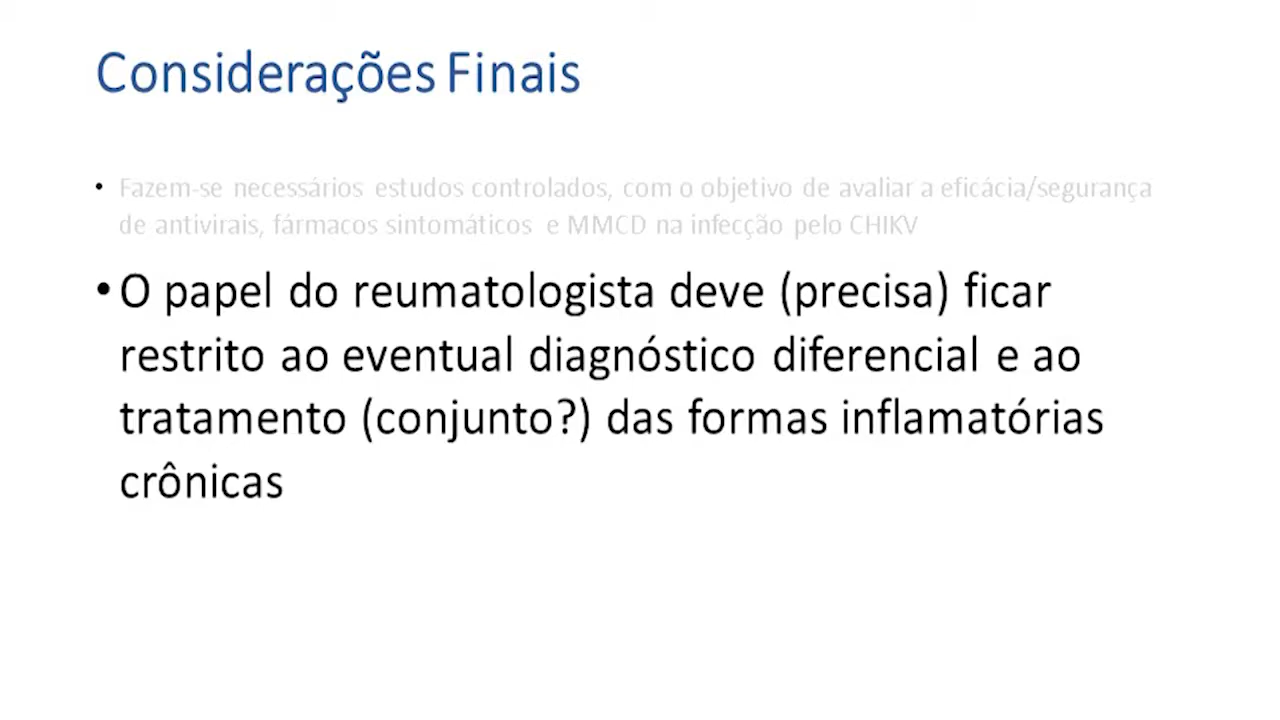 Considerações Finais
• Fazem-se necessários estudos controlados, com o objetivo de avaliar a eficácia/segurança
de antivirais, fármacos sintomáticos e MMCD na infecção pelo CHIKV
• O papel do reumatologista deve (precisa) ficar
restrito ao eventual diagnóstico diferencial e ao
tratamento (conjunto?) das formas inflamatórias
crônicas